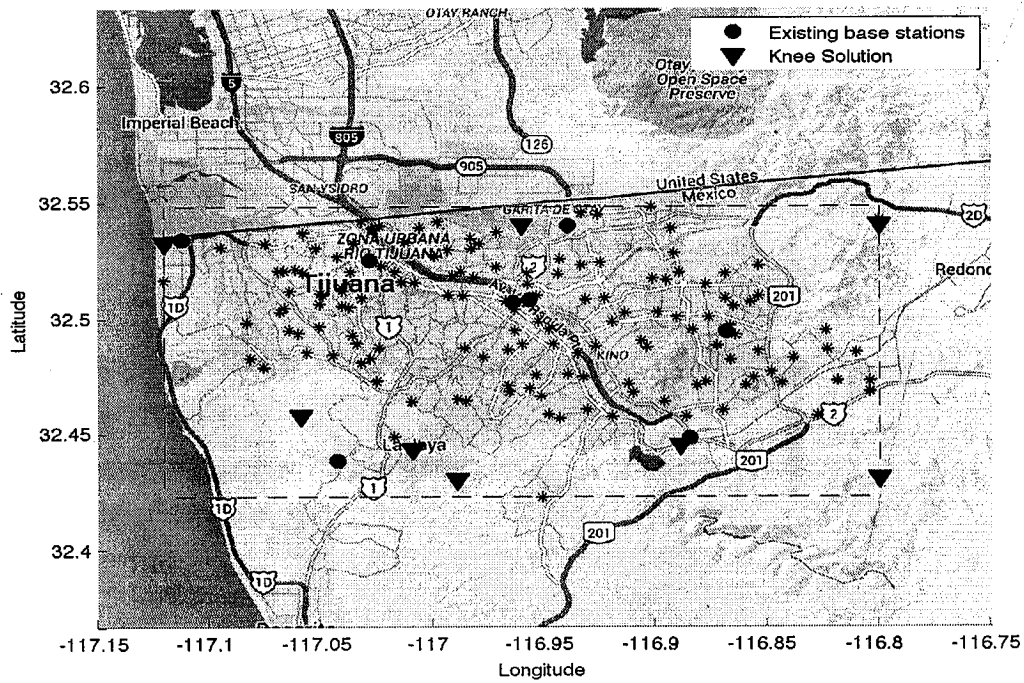 OTAY RANCH
Existing base stations
Knee Solution
Otay
Open Space
Preserve
32.6
5
Imperial Beach
805
125
905
SAN YSIDRO
United States
Mexico
32.55
GARITA DE OTAY
2D
ZONA URBANA
RIO TIJUANA
2
Redond
Tijuana
201
1D
32.5
1
KINO
Latitude
2
32.45
La Joya
201
1
1D
201
32.4
1D
-117.15
-117.1
-117.05
-117
-116.95
-116.9
-116.85
-116.8
-116.75
Longitude